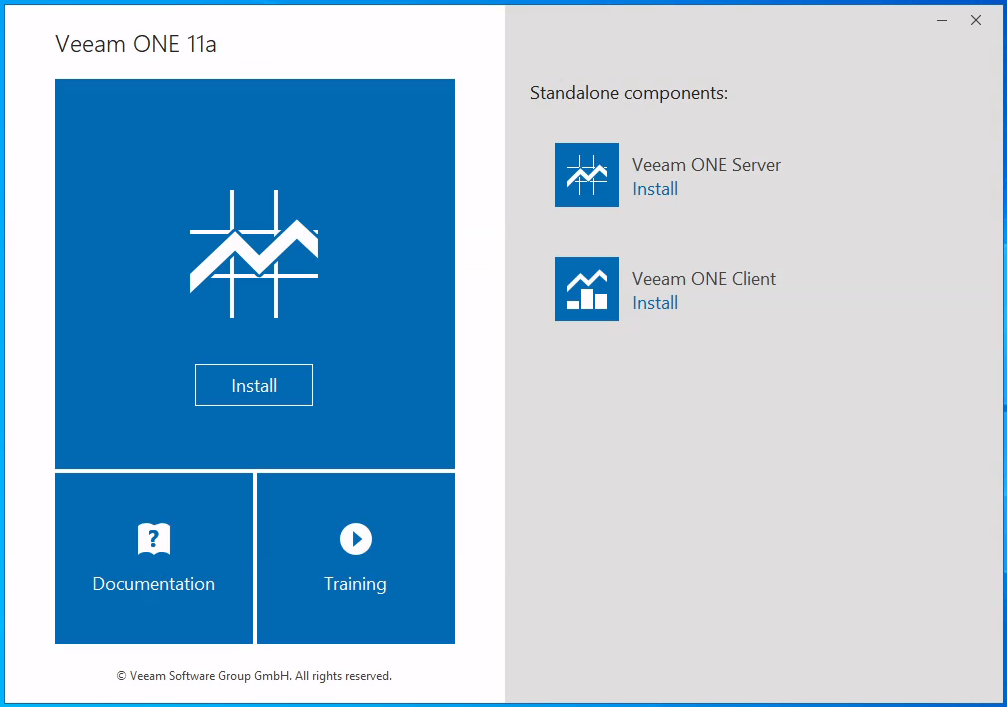 Veeam ONE 11a
Install
?
Documentation
Training
© Veeam Software Group GmbH. All rights reserved.
Standalone components:
Veeam ONE Server
Install
Veeam ONE Client
Install